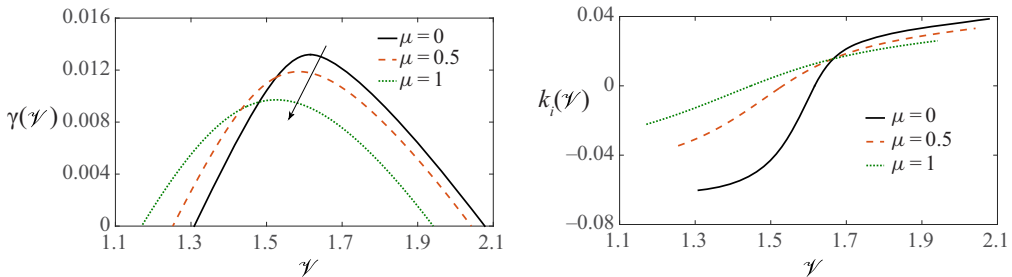 0.016
0.012
0.008
0.004
0
γ(𝒱)
μ = 0
μ = 0.5
μ = 1
1.1 1.3 1.5 1.7 1.9 2.1
𝒱
0.04
0
−0.04
−0.08
kᵢ(𝒱)
μ = 0
μ = 0.5
μ = 1
1.1 1.3 1.5 1.7 1.9 2.1
𝒱